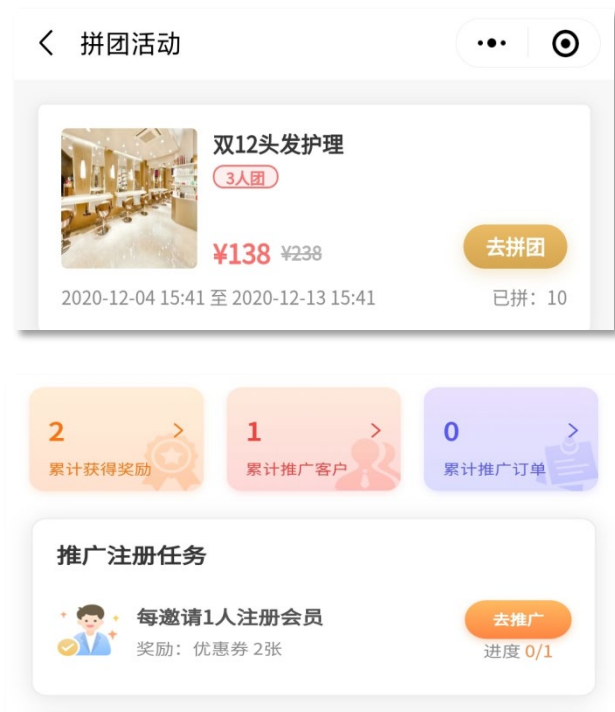 拼团活动
双12头发护理
3人团
¥138 ¥238
去拼团
2020-12-04 15:41 至 2020-12-13 15:41
已拼：10
2 1 0
累计获得奖励 累计推广客户 累计推广订单
推广注册任务
每邀请1人注册会员
去推广
奖励：优惠券 2张
进度 0/1